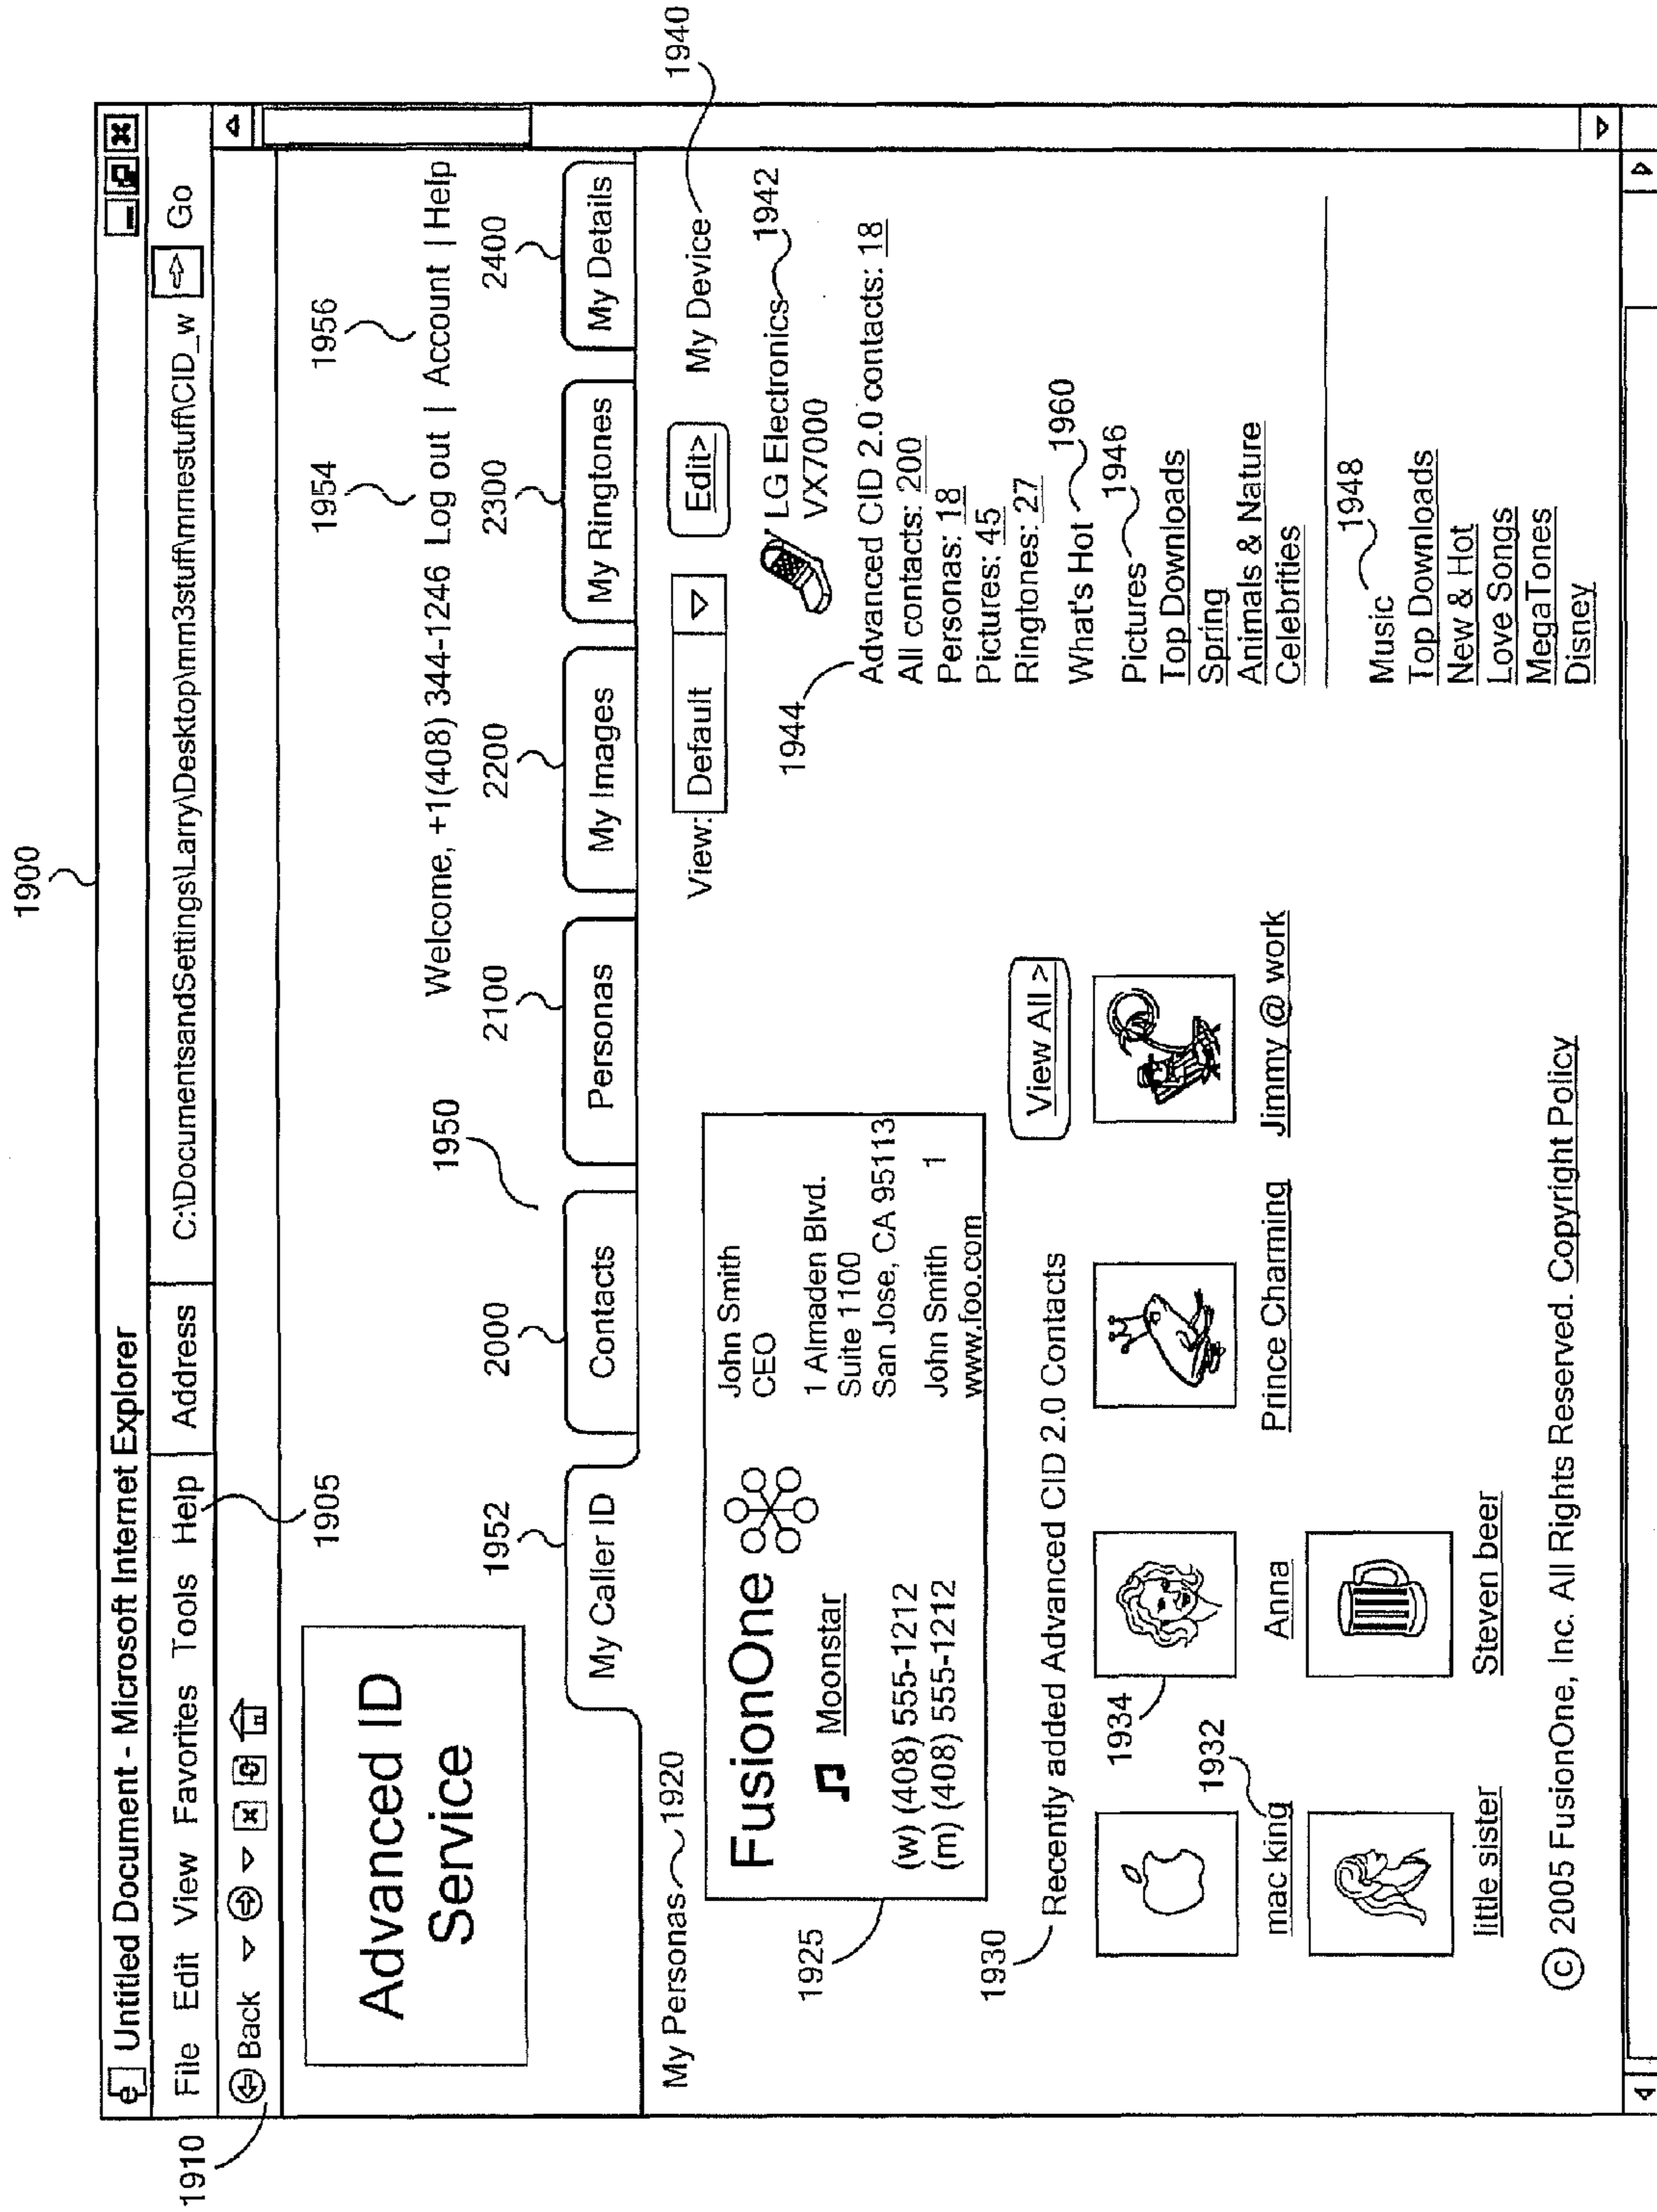 1900
Untitled Document - Microsoft Internet Explorer
File Edit View Favorites Tools Help Address C:\DocumentsandSettings\Larry\Desktop\mm3stuff\mmestuff\CID_w Go
1910
Back
1905
Advanced ID
Service
1954
1956
Welcome, +1(408) 344-1246 Log out | Account | Help
1950
1952
2000
2100
2200
2300
2400
My Caller ID
Contacts
Personas
My Images
My Ringtones
My Details
My Personas 1920
View: Default
Edit>
My Device
1940
1925
FusionOne
Moonstar
(w) (408) 555-1212
(m) (408) 555-1212
John Smith
CEO
1 Almaden Blvd.
Suite 1100
San Jose, CA 95113
John Smith 1
www.foo.com
LG Electronics
1942
VX7000
1944
Advanced CID 2.0 contacts: 18
All contacts: 200
Personas: 18
Pictures: 45
Ringtones: 27
What's Hot 1960
Pictures 1946
Top Downloads
Spring
Animals & Nature
Celebrities
Music 1948
Top Downloads
New & Hot
Love Songs
MegaTones
Disney
1930
Recently added Advanced CID 2.0 Contacts
View All >
1934
1932
mac king
Anna
Prince Charming
Jimmy @ work
little sister
Steven beer
© 2005 FusionOne, Inc. All Rights Reserved. Copyright Policy